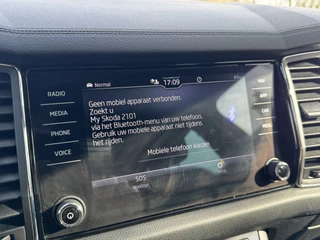 Normal
17:09
RADIO
MEDIA
PHONE
VOICE
Geen mobiel apparaat verbonden.
Zoekt u
My Skoda 2101
via het Bluetooth-menu van uw telefoon.
Gebruik uw mobiele apparaat niet tijdens
het rijden.
Mobiele telefoon kiezen
SOS